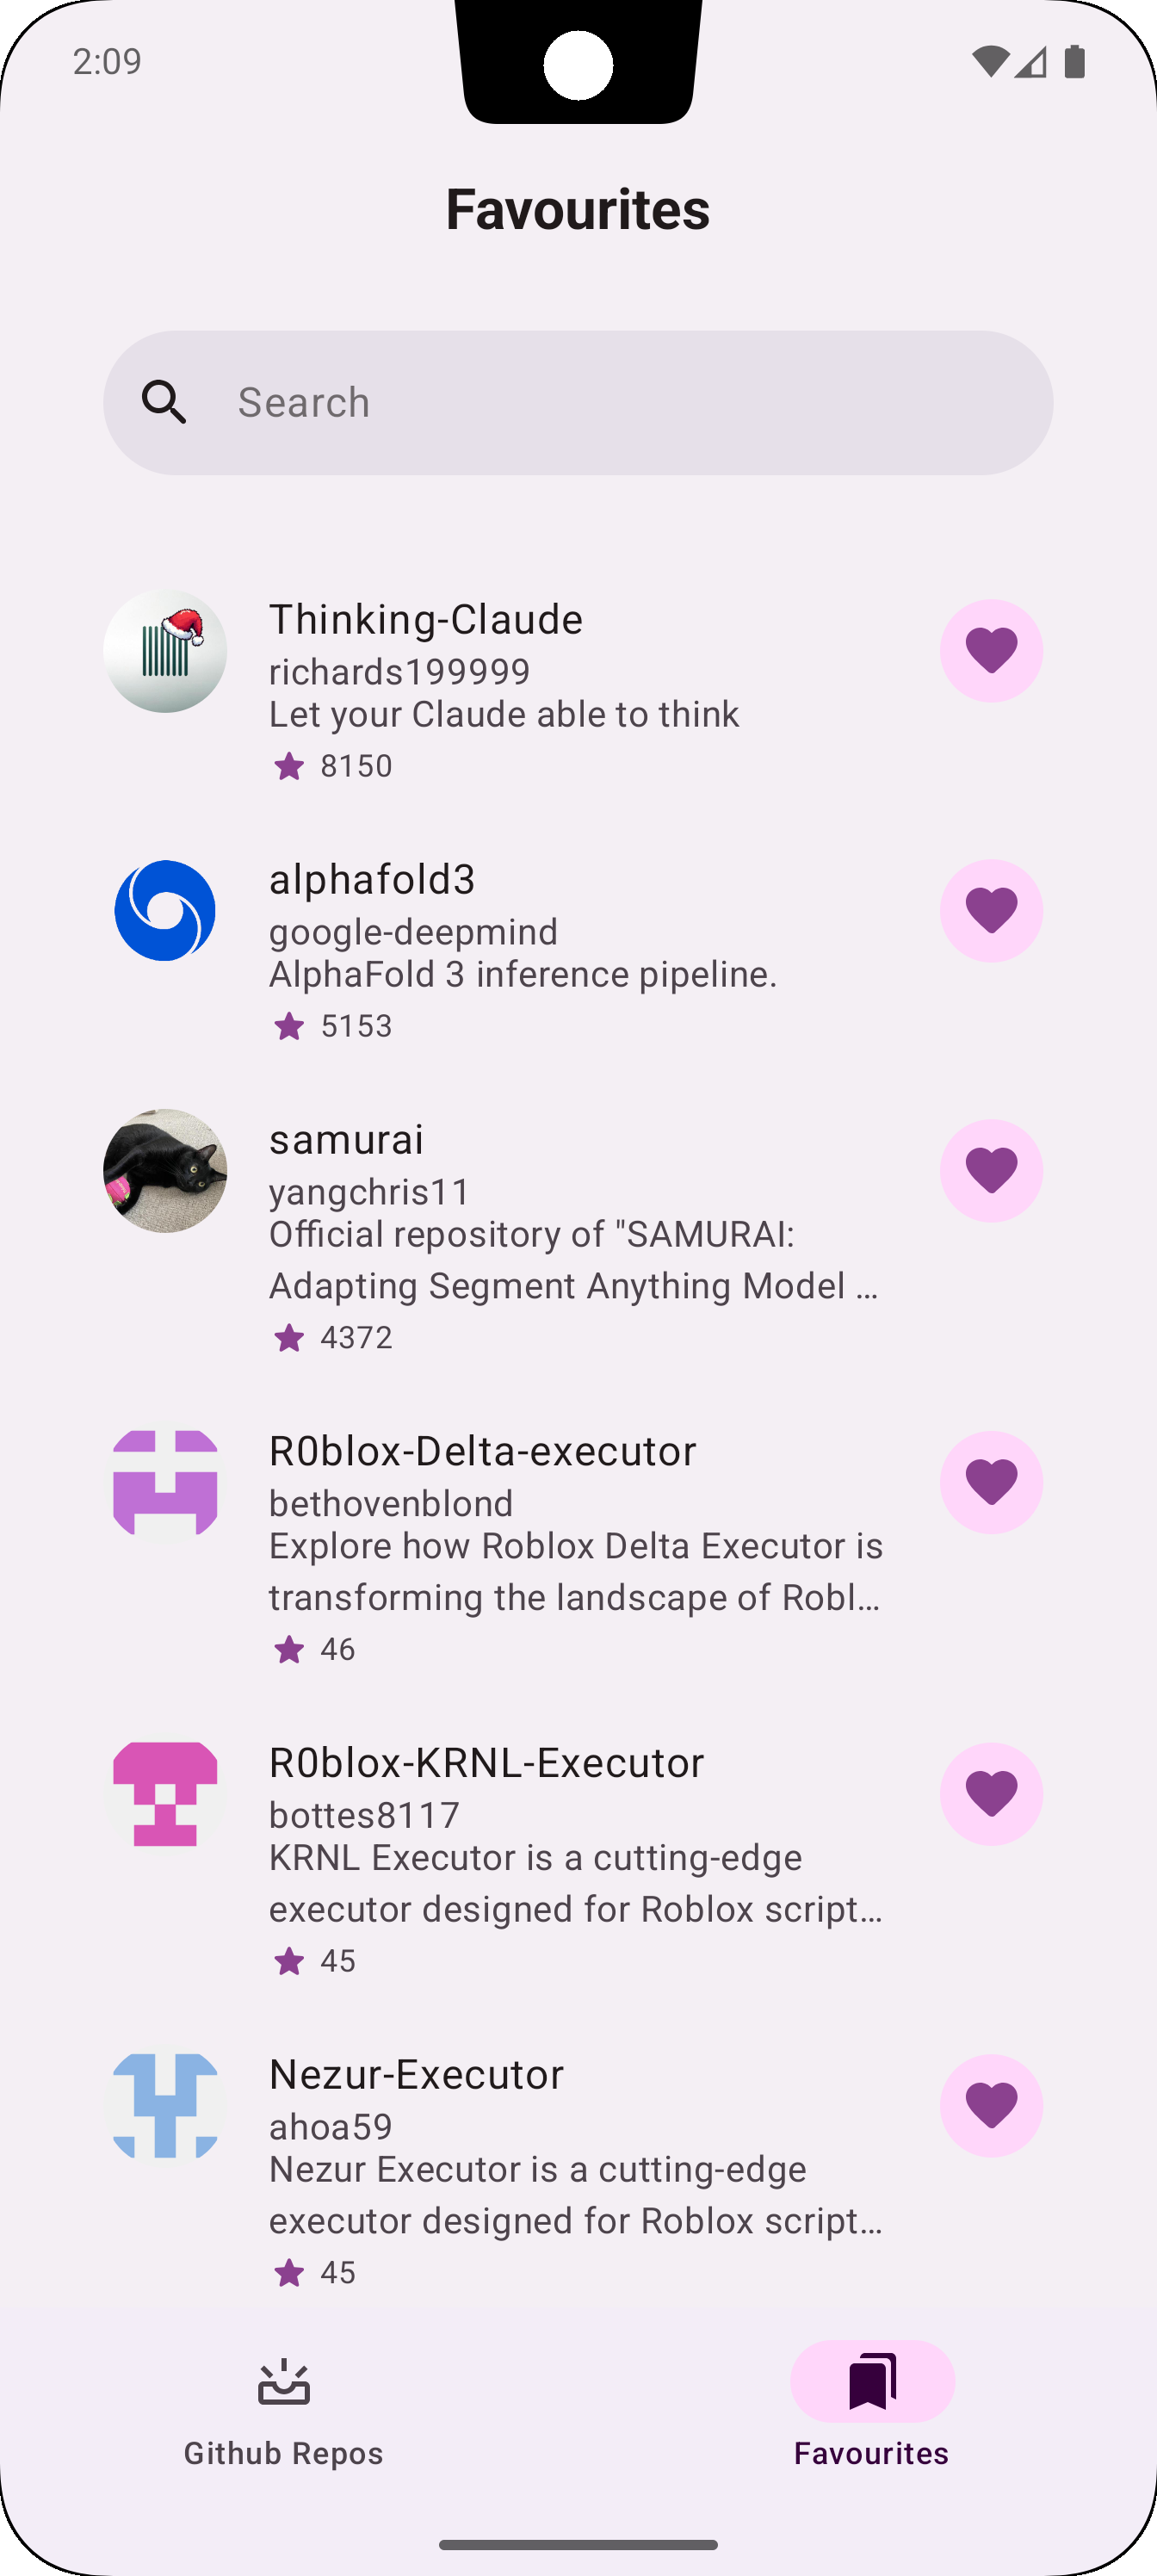 2:09
Favourites
Search
Thinking-Claude
richards199999
Let your Claude able to think
8150
alphafold3
google-deepmind
AlphaFold 3 inference pipeline.
5153
samurai
yangchris11
Official repository of "SAMURAI:
Adapting Segment Anything Model …
4372
R0blox-Delta-executor
bethovenblond
Explore how Roblox Delta Executor is
transforming the landscape of Robl…
46
R0blox-KRNL-Executor
bottes8117
KRNL Executor is a cutting-edge
executor designed for Roblox script…
45
Nezur-Executor
ahoa59
Nezur Executor is a cutting-edge
executor designed for Roblox script…
45
Github Repos
Favourites